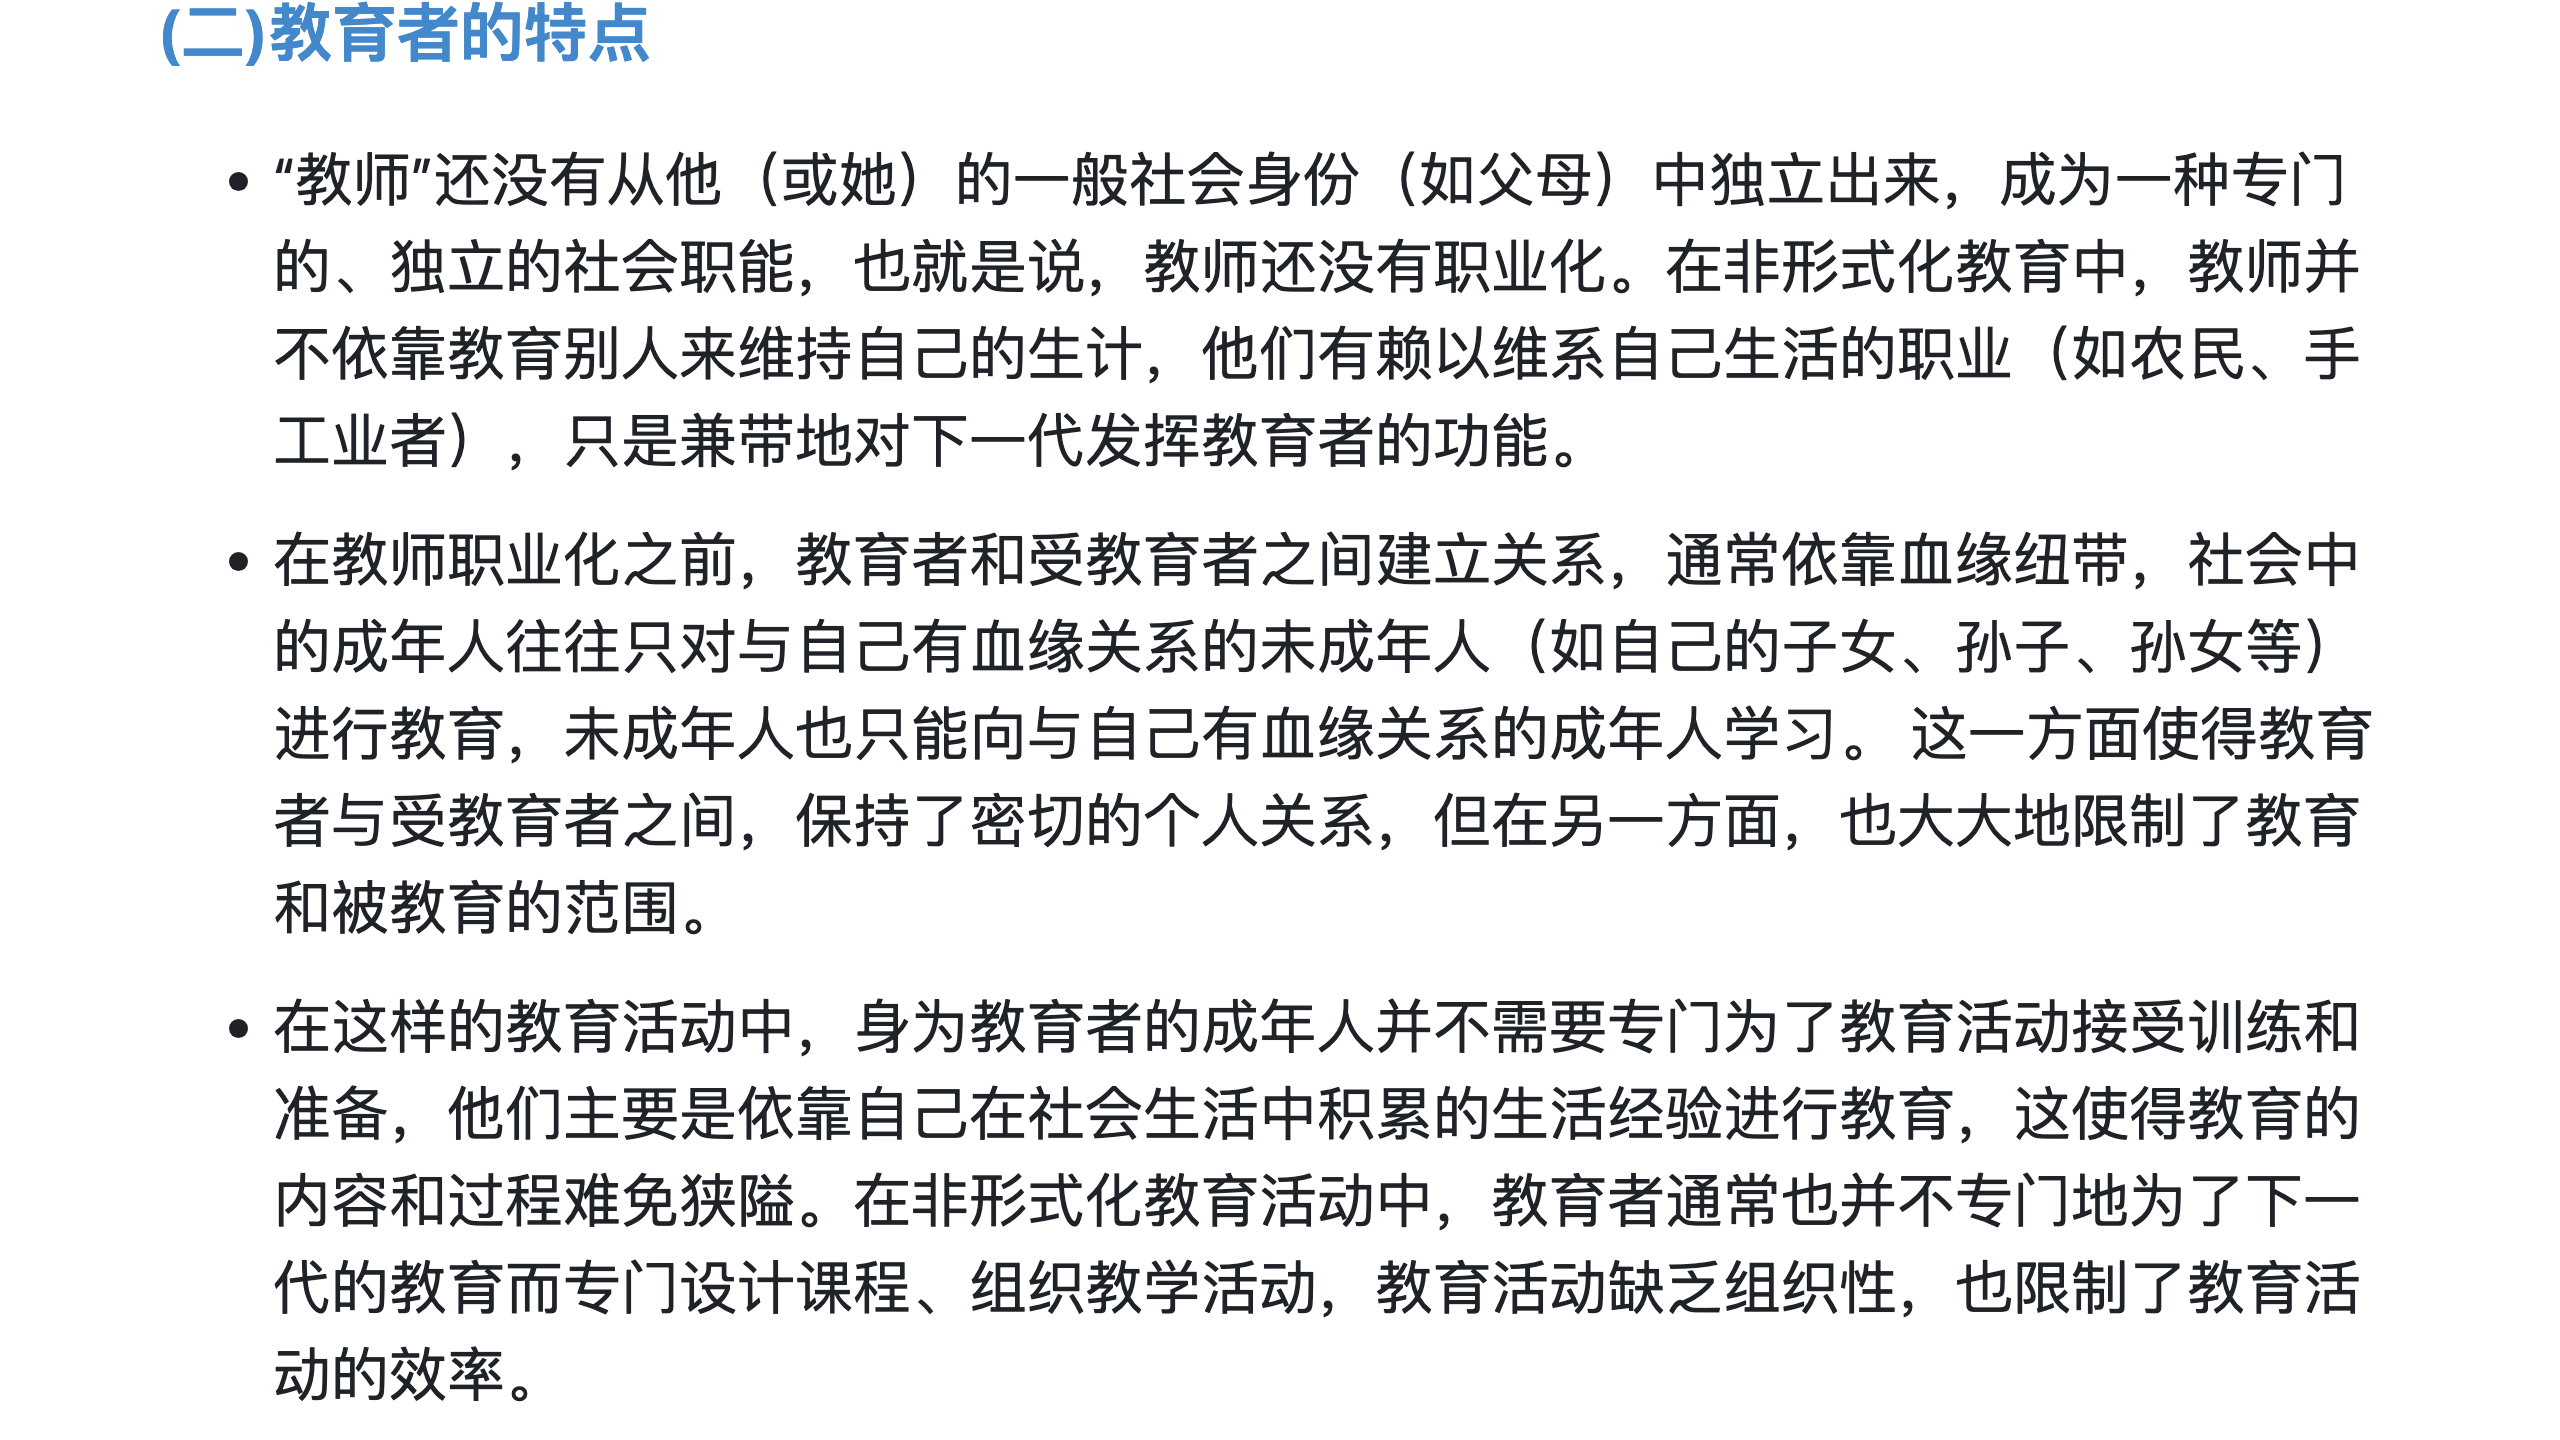 (二)教育者的特点
• “教师”还没有从他（或她）的一般社会身份（如父母）中独立出来，成为一种专门
的、独立的社会职能，也就是说，教师还没有职业化。在非形式化教育中，教师并
不依靠教育别人来维持自己的生计，他们有赖以维系自己生活的职业（如农民、手
工业者），只是兼带地对下一代发挥教育者的功能。
• 在教师职业化之前，教育者和受教育者之间建立关系，通常依靠血缘纽带，社会中
的成年人往往只对与自己有血缘关系的未成年人（如自己的子女、孙子、孙女等）
进行教育，未成年人也只能向与自己有血缘关系的成年人学习。 这一方面使得教育
者与受教育者之间，保持了密切的个人关系，但在另一方面，也大大地限制了教育
和被教育的范围。
• 在这样的教育活动中，身为教育者的成年人并不需要专门为了教育活动接受训练和
准备，他们主要是依靠自己在社会生活中积累的生活经验进行教育，这使得教育的
内容和过程难免狭隘。在非形式化教育活动中，教育者通常也并不专门地为了下一
代的教育而专门设计课程、组织教学活动，教育活动缺乏组织性，也限制了教育活
动的效率。